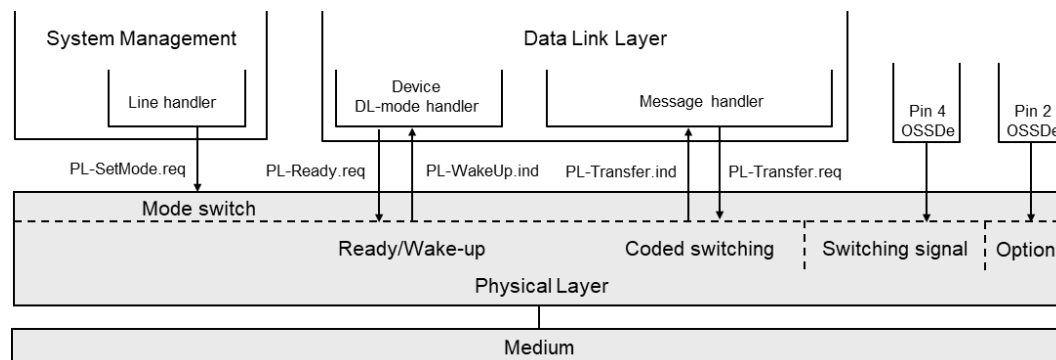 System Management
Data Link Layer
Line handler
Device
DL-mode handler
Message handler
Pin 4
OSSDe
Pin 2
OSSDe
PL-SetMode.req
PL-Ready.req
PL-WakeUp.ind
PL-Transfer.ind
PL-Transfer.req
Mode switch
Ready/Wake-up
Coded switching
Switching signal
Option
Physical Layer
Medium